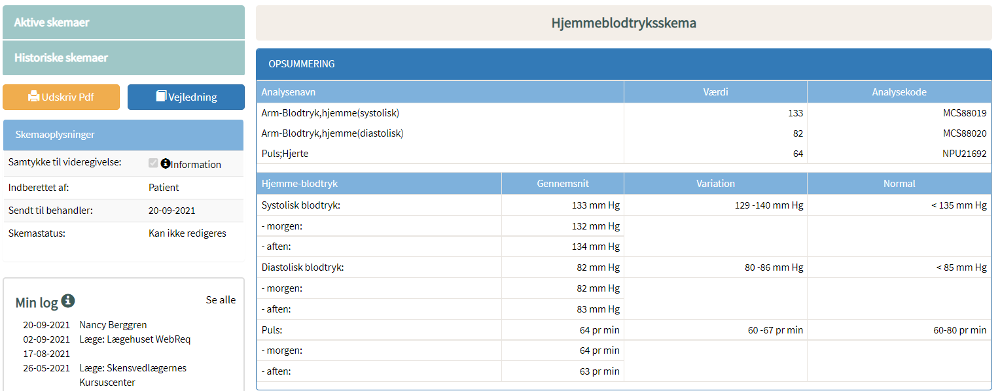 Aktive skemaer
Historiske skemaer
Udskriv Pdf Vejledning
Skemaoplysninger
Samtykke til videregivelse: Information
Indberettet af: Patient
Sendt til behandler: 20-09-2021
Skemastatus: Kan ikke redigeres
Min log Se alle
20-09-2021 Nancy Berggren
02-09-2021 Læge: Lægehuset WebReq
17-08-2021
26-05-2021 Læge: Skensvedlægernes
Kursuscenter
Hjemmeblodtryksskema
OPSUMMERING
Analysenavn Værdi Analysekode
Arm-Blodtryk,hjemme(systolisk) 133 MCS88019
Arm-Blodtryk,hjemme(diastolisk) 82 MCS88020
Puls;Hjerte 64 NPU21692
Hjemme-blodtryk Gennemsnit Variation Normal
Systolisk blodtryk: 133 mm Hg 129 -140 mm Hg < 135 mm Hg
- morgen: 132 mm Hg
- aften: 134 mm Hg
Diastolisk blodtryk: 82 mm Hg 80 -86 mm Hg < 85 mm Hg
- morgen: 82 mm Hg
- aften: 83 mm Hg
Puls: 64 pr min 60 -67 pr min 60-80 pr min
- morgen: 64 pr min
- aften: 63 pr min